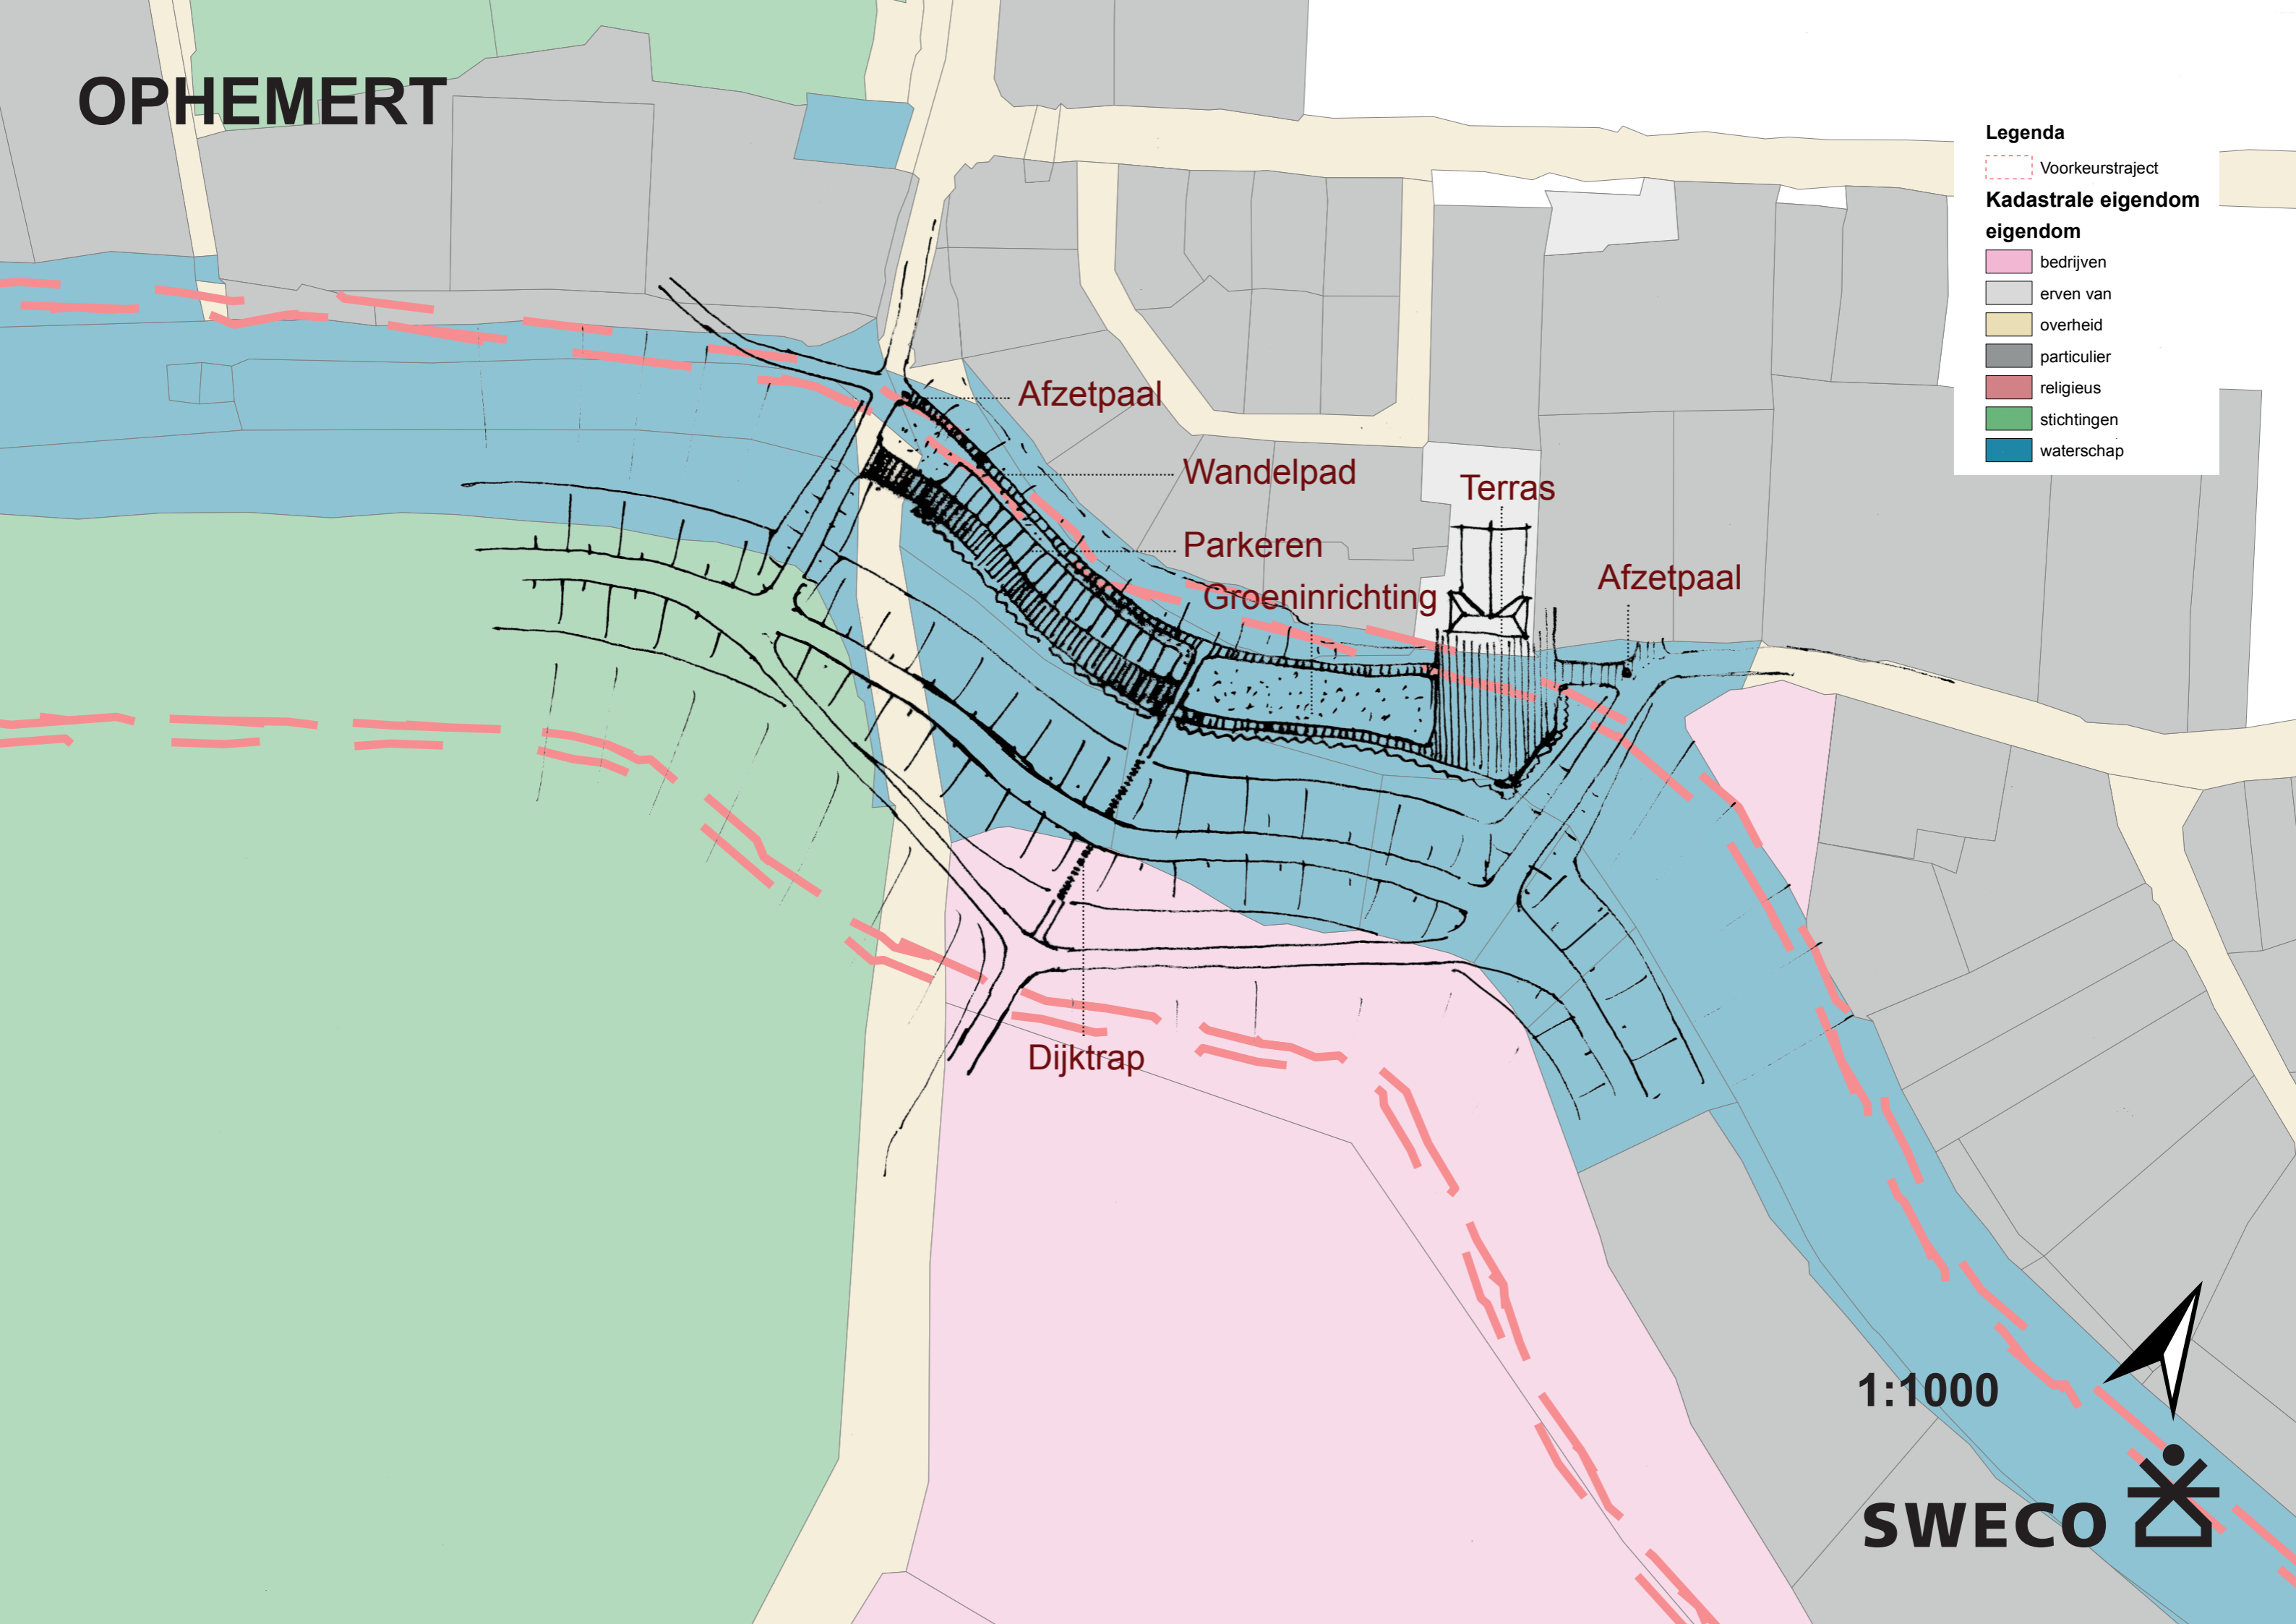 OPHEMERT
Legenda
Voorkeurstraject
Kadastrale eigendom
eigendom
bedrijven
erven van
overheid
particulier
religieus
stichtingen
waterschap
Afzetpaal
Wandelpad
Terras
Parkeren
Afzetpaal
Groeninrichting
Dijktrap
1:1000
SWECO